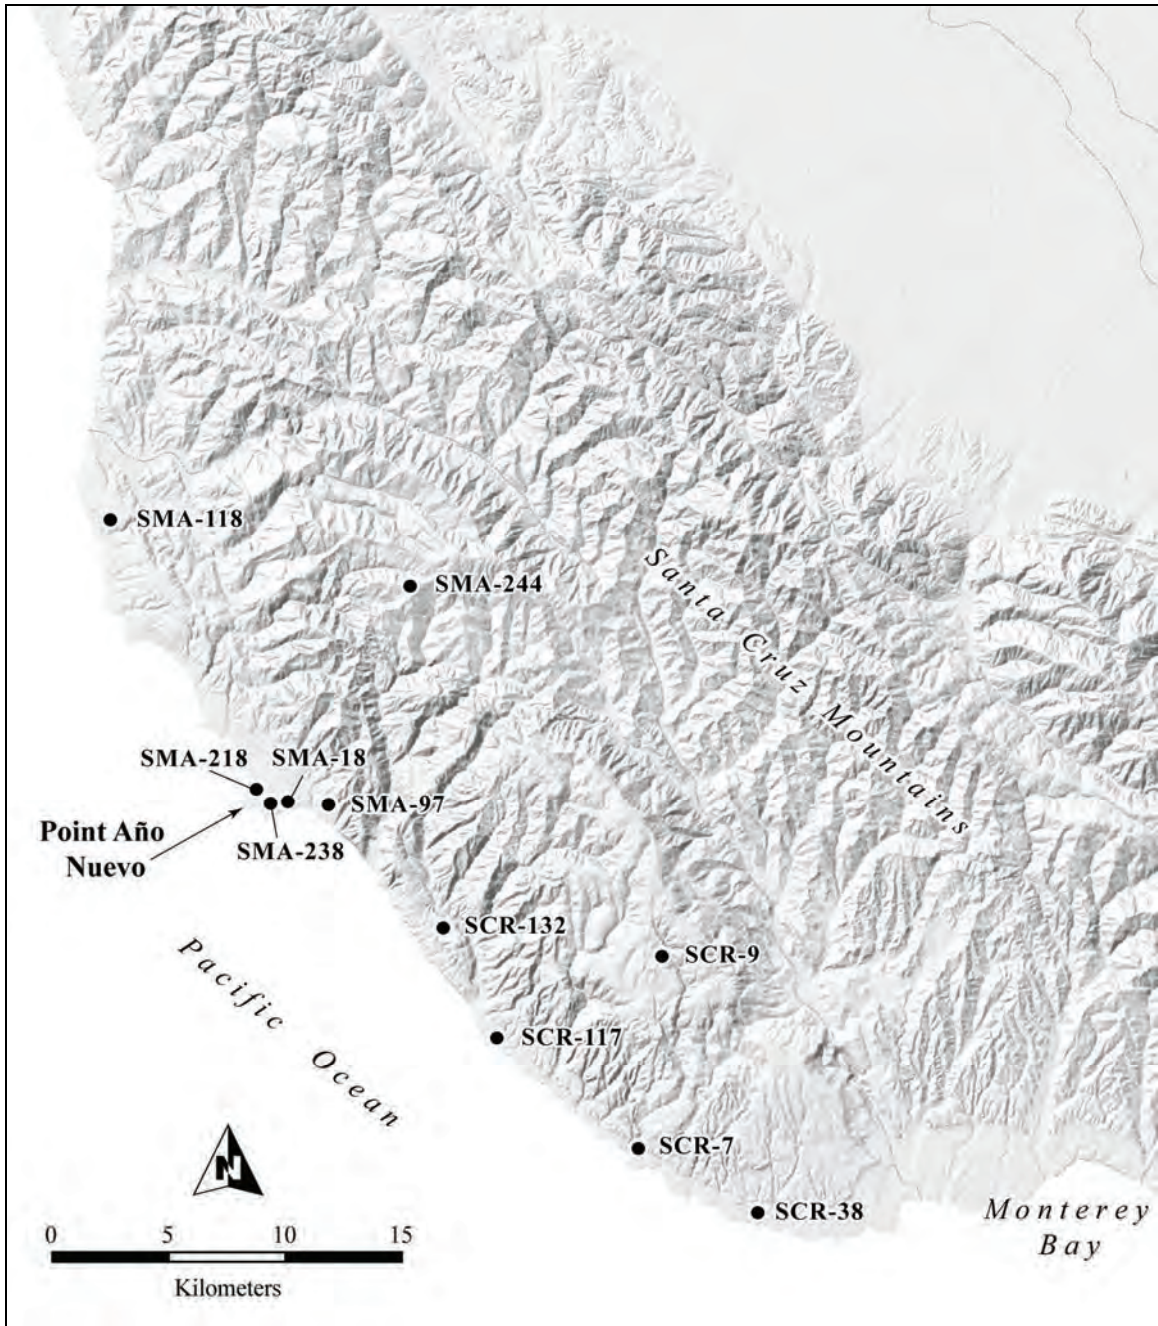 SMA-118
SMA-244
Santa Cruz Mountains
SMA-218
SMA-18
SMA-97
Point Año
Nuevo
SMA-238
SCR-132
SCR-9
Pacific Ocean
SCR-117
SCR-7
N
SCR-38
Monterey
Bay
0 5 10 15
Kilometers